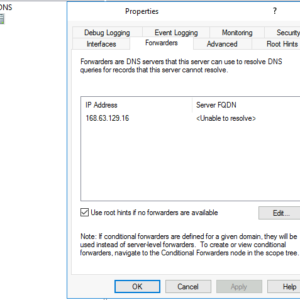 DNS
Properties
?
Debug Logging
Event Logging
Monitoring
Security
Interfaces
Forwarders
Advanced
Root Hints
Forwarders are DNS servers that this server can use to resolve DNS
queries for records that this server cannot resolve.
IP Address
Server FQDN
168.63.129.16
<Unable to resolve>
Use root hints if no forwarders are available
Edit...
Note: If conditional forwarders are defined for a given domain, they will be
used instead of server-level forwarders. To create or view conditional
forwarders, navigate to the Conditional Forwarders node in the scope tree.
OK
Cancel
Apply
Help